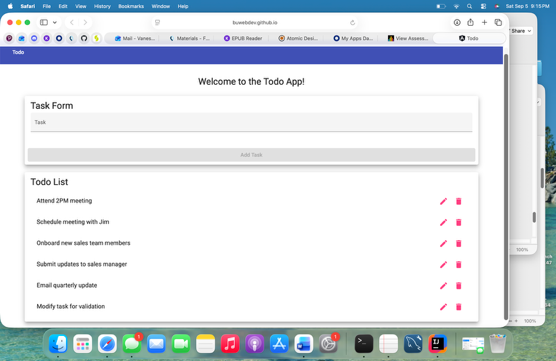 Safari File Edit View History Bookmarks Window Help
Sat Sep 6 9:15 PM
buwebdev.github.io
Share
Mail - Vanes...
Materials - F...
EPUB Reader
Atomic Desi...
My Apps Da...
View Assess...
Todo
Todo
Welcome to the Todo App!
Task Form
Task
Add Task
Todo List
Attend 2PM meeting
Schedule meeting with Jim
Onboard new sales team members
Submit updates to sales manager
Email quarterly update
Modify task for validation
100%
100%